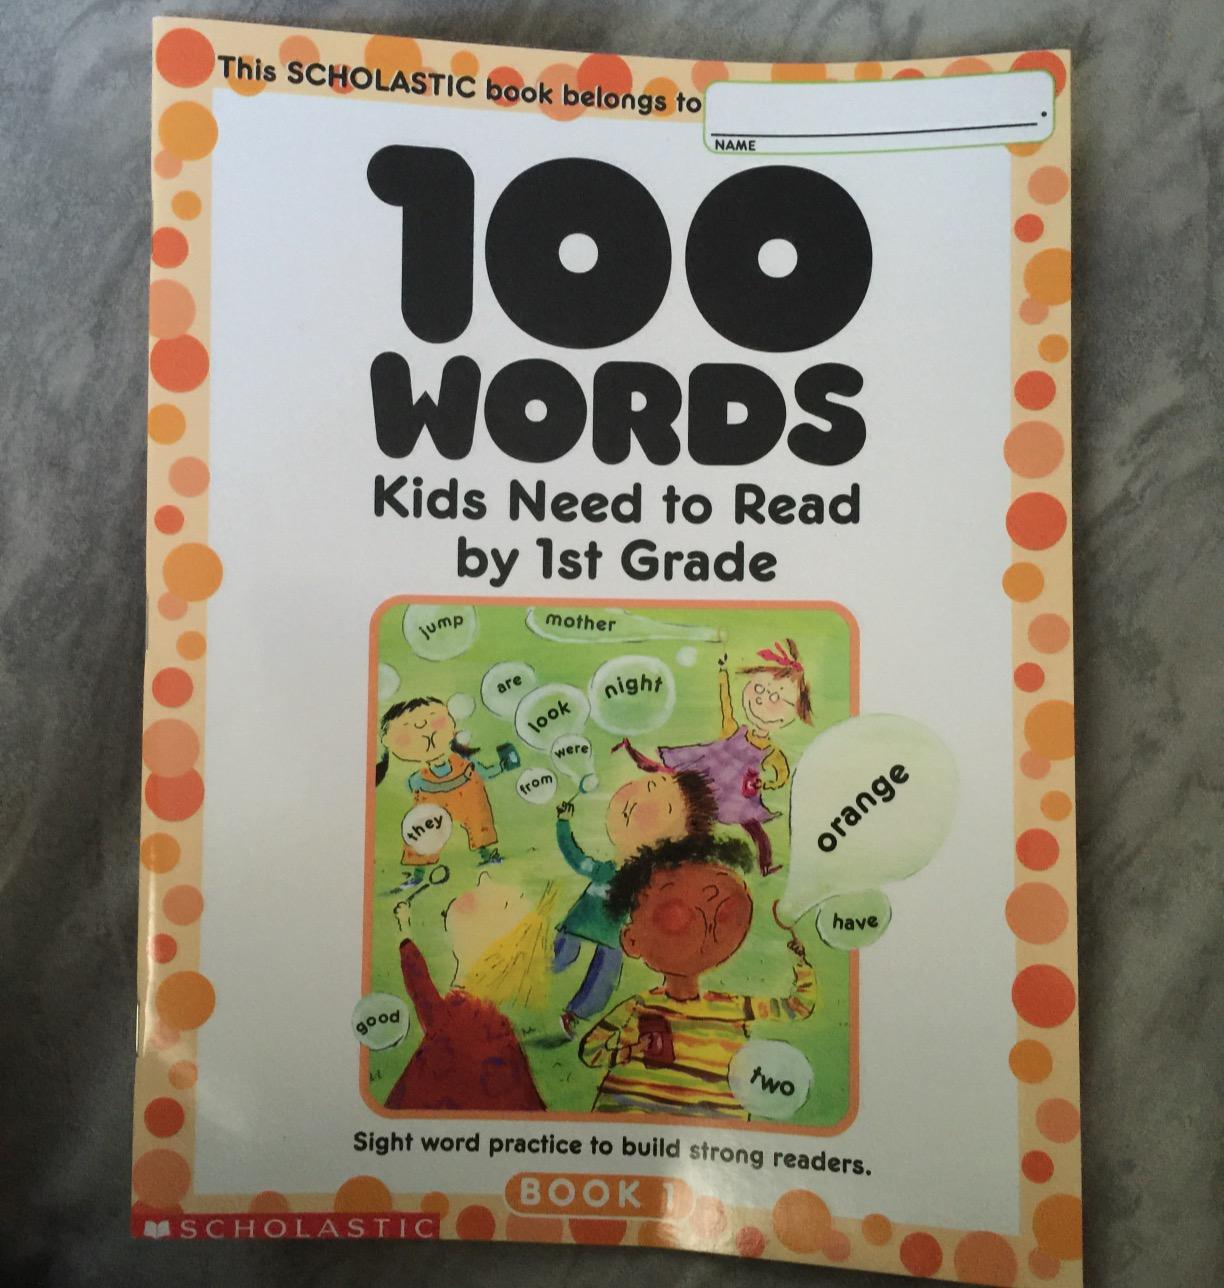 This SCHOLASTIC book belongs to
.
NAME
100
WORDS
Kids Need to Read
by 1st Grade
jump
mother
are
night
look
were
from
orange
they
have
good
two
Sight word practice to build strong readers.
BOOK 1
SCHOLASTIC